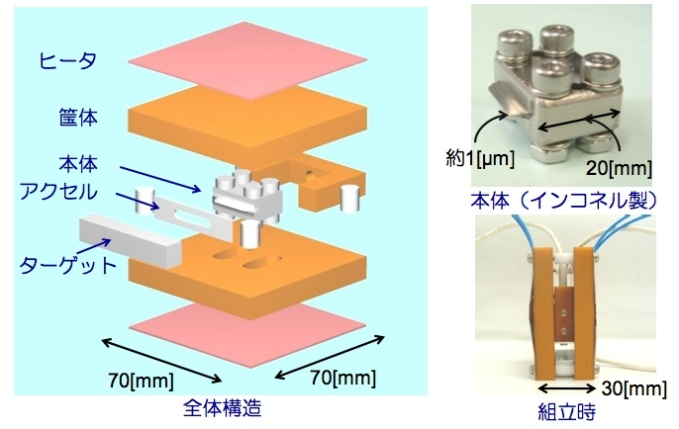 ヒータ
筐体
本体
アクセル
ターゲット
70[mm]
70[mm]
全体構造
約1[μm]
20[mm]
本体（インコネル製）
30[mm]
組立時